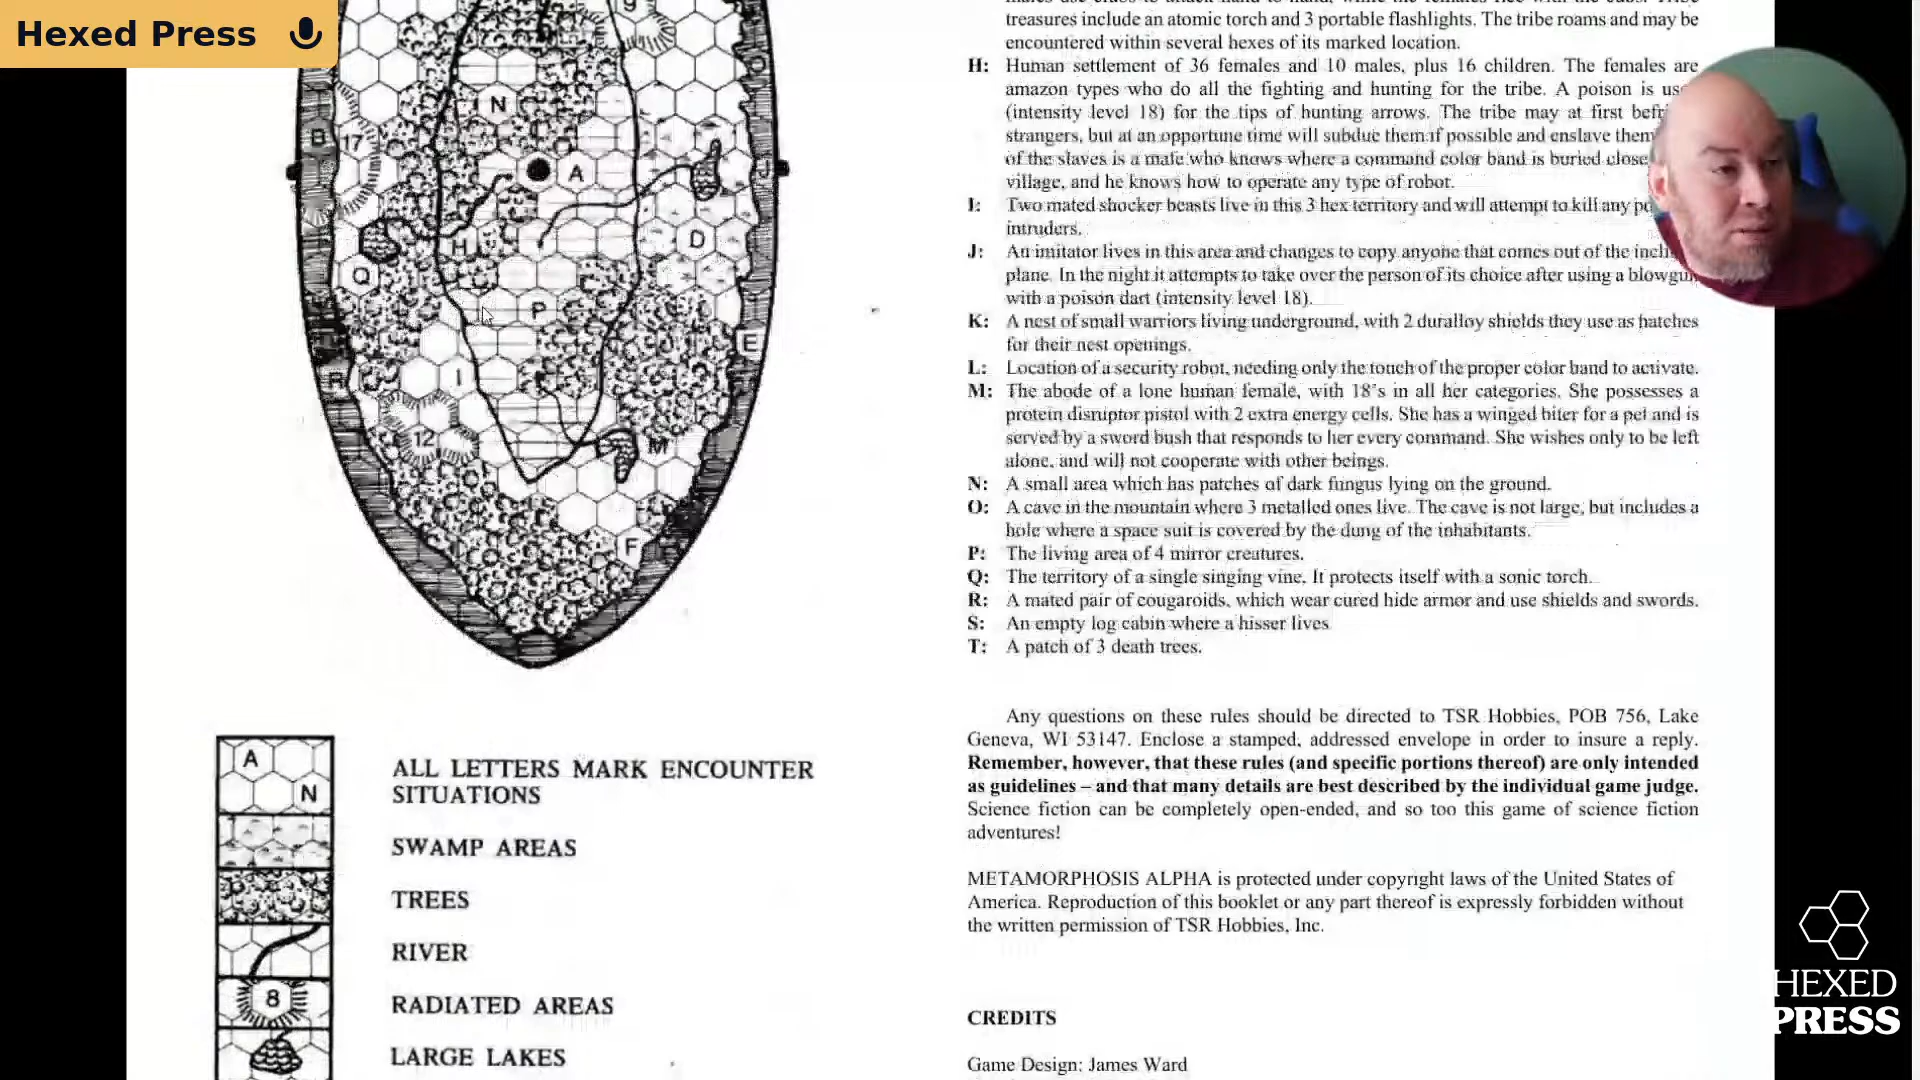 Hexed Press
treasures include an atomic torch and 3 portable flashlights. The tribe roams and may be
encountered within several hexes of its marked location.
H: Human settlement of 36 females and 10 males, plus 16 children. The females are
amazon types who do all the fighting and hunting for the tribe. A poison is
(intensity level 18) for the tips of hunting arrows. The tribe may at first
strangers, but at an opportune time will subdue them if possible and enslave
of the slaves is a male who knows where a command color band is buried
village, and he knows how to operate any type of robot.
I: Two mated shocker beasts live in this 3 hex territory and will attempt to kill any
intruders.
J: An imitator lives in this area and changes to copy anyone that comes out of the
plane. In the night it attempts to take over the person of its choice after using a
with a poison dart (intensity level 18).
K: A nest of small warriors living underground, with 2 duralloy shields they use as hatches
for their nest openings.
L: Location of a security robot, needing only the touch of the proper color band to activate.
M: The abode of a lone human female, with 18's in all her categories. She possesses a
protein disruptor pistol with 2 extra energy cells. She has a winged biter for a pet and is
served by a sword bush that responds to her every command. She wishes only to be left
alone, and will not cooperate with other beings.
N: A small area which has patches of dark fungus lying on the ground.
O: A cave in the mountain where 3 metalled ones live. The cave is not large, but includes a
hole where a space suit is covered by the dung of the inhabitants.
P: The living area of 4 mirror creatures.
Q: The territory of a single singing vine. It protects itself with a sonic torch.
R: A mated pair of cougaroids, which wear cured hide armor and use shields and swords.
S: An empty log cabin where a hisser lives
T: A patch of 3 death trees.
Any questions on these rules should be directed to TSR Hobbies, POB 756, Lake
Geneva, WI 53147. Enclose a stamped, addressed envelope in order to insure a reply.
Remember, however, that these rules (and specific portions thereof) are only intended
as guidelines – and that many details are best described by the individual game judge.
Science fiction can be completely open-ended, and so too this game of science fiction
adventures!
METAMORPHOSIS ALPHA is protected under copyright laws of the United States of
America. Reproduction of this booklet or any part thereof is expressly forbidden without
the written permission of TSR Hobbies, Inc.
CREDITS
Game Design: James Ward
N
B
17
A
J
H
D
Q
P
E
R
I
12
M
F
A
N
ALL LETTERS MARK ENCOUNTER
SITUATIONS
SWAMP AREAS
TREES
RIVER
8
RADIATED AREAS
LARGE LAKES
HEXED
PRESS